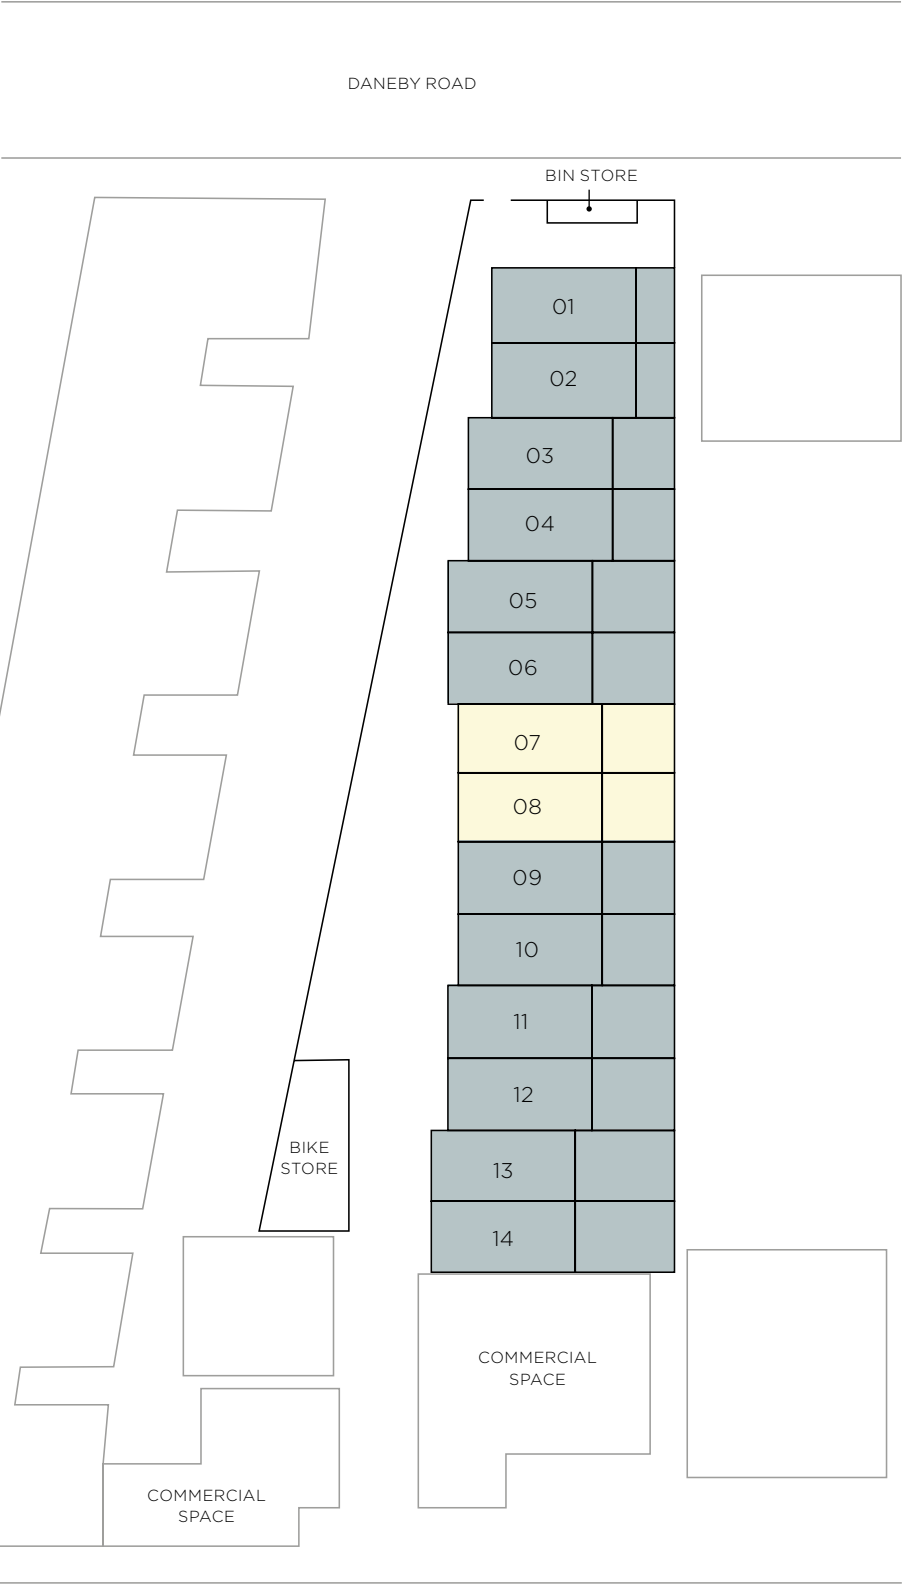 DANEBY ROAD
BIN STORE
01
02
03
04
05
06
07
08
09
10
11
12
13
14
BIKE
STORE
COMMERCIAL
SPACE
COMMERCIAL
SPACE